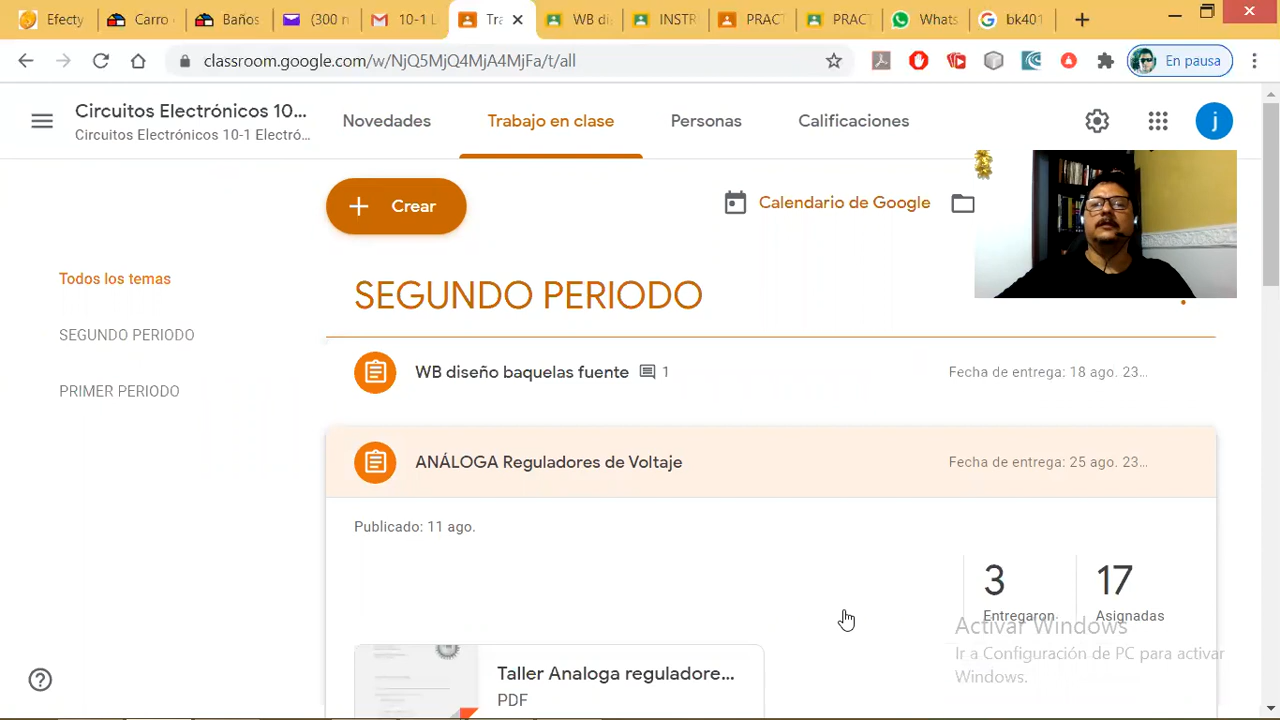 Efecty
Carro
Baños
(300 n
10-1 L
Tra
WB di
INSTR
PRACT
PRACT
Whats
bk401
classroom.google.com/w/NjQ5MjQ4MjA4MjFa/t/all
En pausa
Circuitos Electrónicos 10...
Circuitos Electrónicos 10-1 Electró...
Novedades
Trabajo en clase
Personas
Calificaciones
j
Crear
Calendario de Google
Todos los temas
SEGUNDO PERIODO
PRIMER PERIODO
SEGUNDO PERIODO
WB diseño baquelas fuente 1
Fecha de entrega: 18 ago. 23...
ANÁLOGA Reguladores de Voltaje
Fecha de entrega: 25 ago. 23...
Publicado: 11 ago.
3
Entregaron
17
Asignadas
Taller Analoga reguladore...
PDF
Activar Windows
Ir a Configuración de PC para activar
Windows.